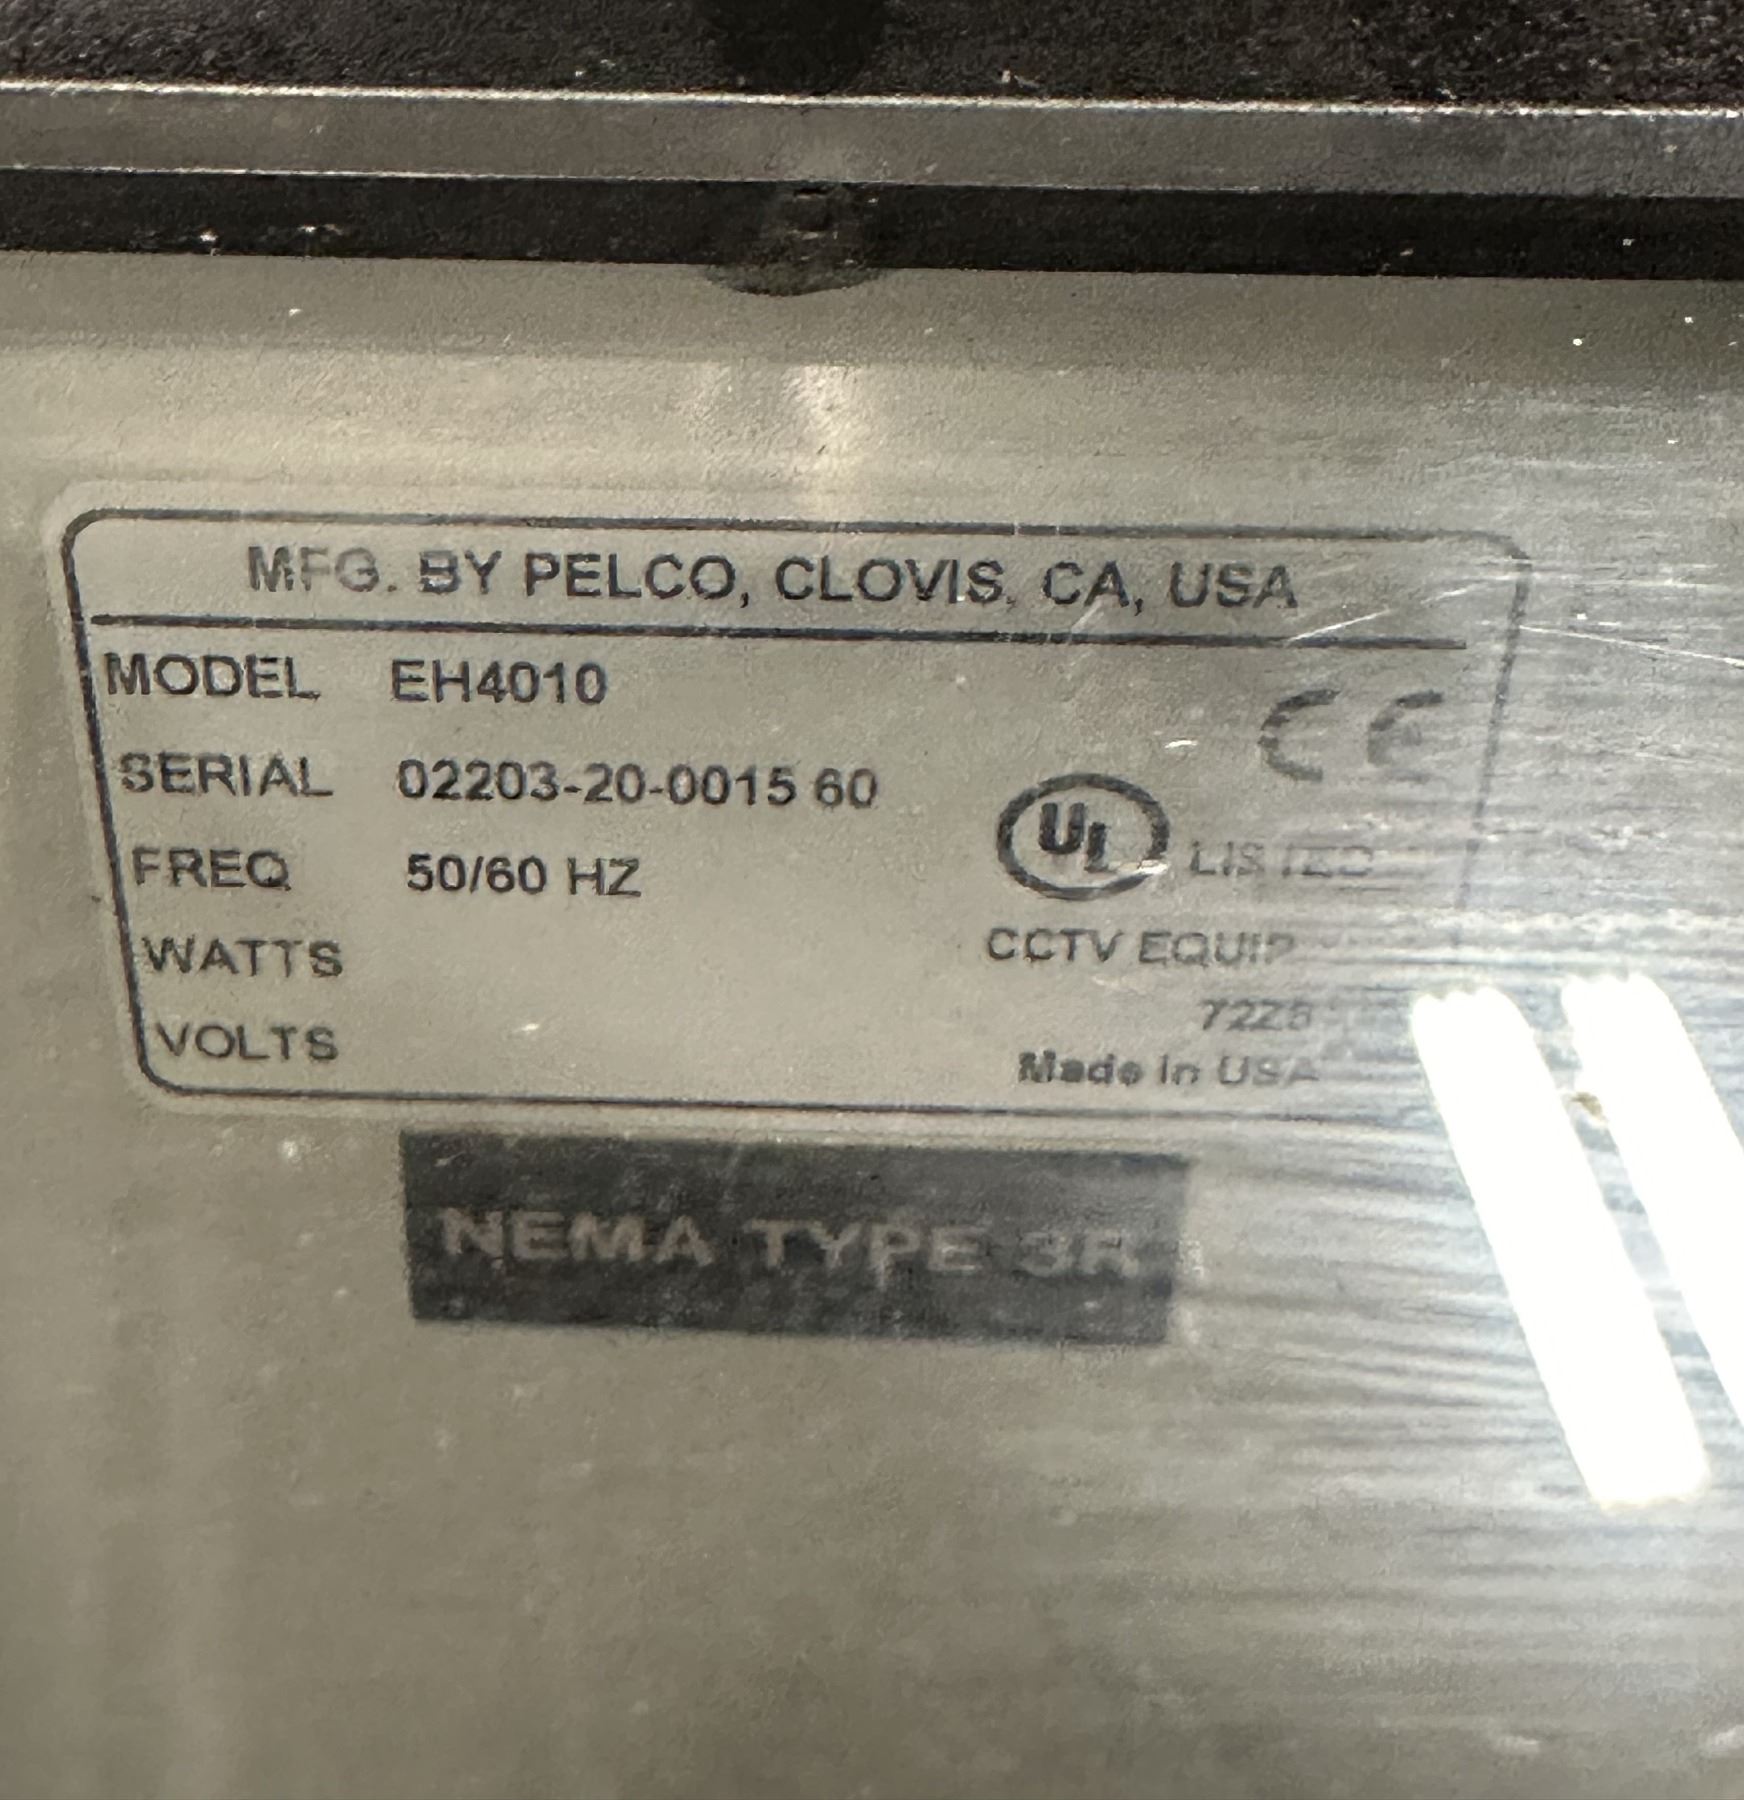 MFG. BY PELCO, CLOVIS, CA, USA
MODEL EH4010
CE
SERIAL 02203-20-0015 60
UL LISTED
FREQ 50/60 HZ
WATTS
CCTV EQUIP
VOLTS
Made in USA
NEMA TYPE 3R